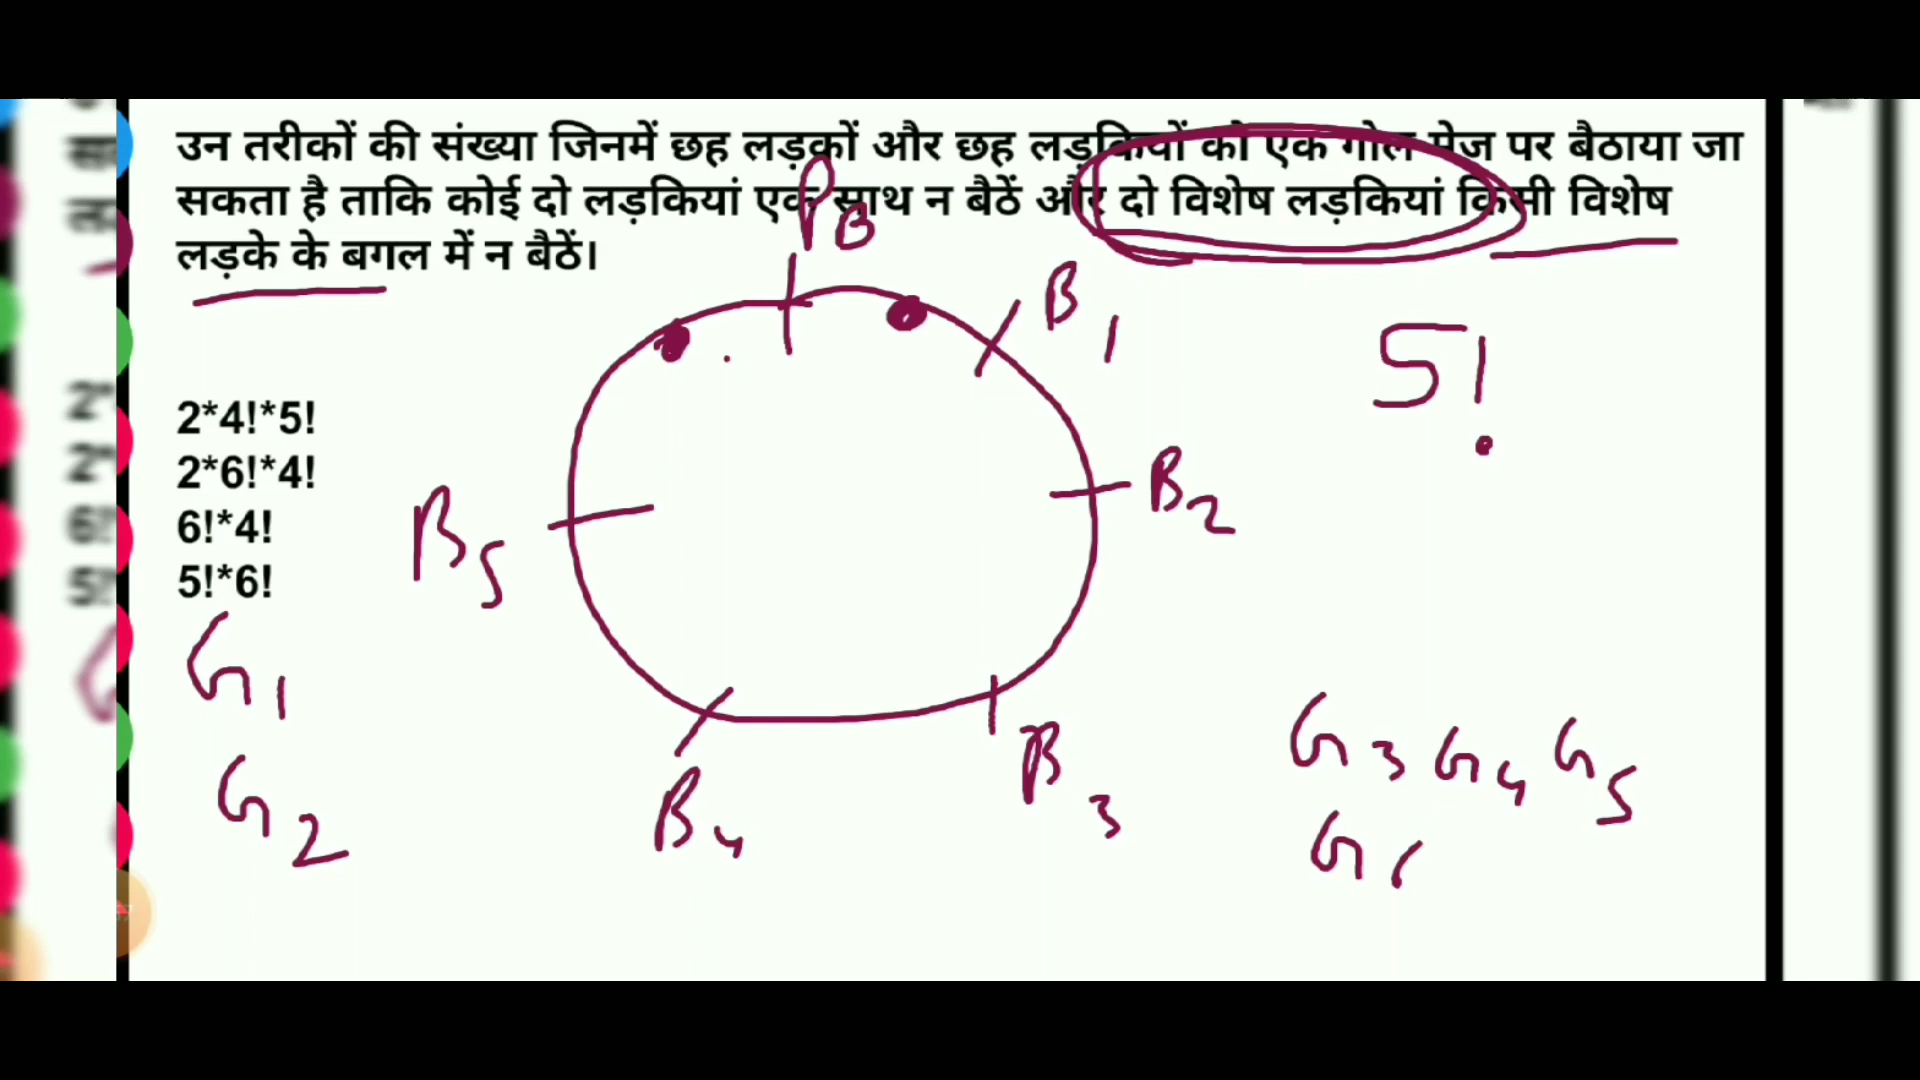 उन तरीकों की संख्या जिनमें छह लड़कों और छह लड़कियों को एक गोल मेज पर बैठाया जा
सकता है ताकि कोई दो लड़कियां एक साथ न बैठें और दो विशेष लड़कियां किसी विशेष
लड़के के बगल में न बैठें।
PB
B1
5!
2*4!*5!
2*6!*4!
6!*4!
5!*6!
B2
B5
G1
G2
B4
B3
G3 G4 G5
G6